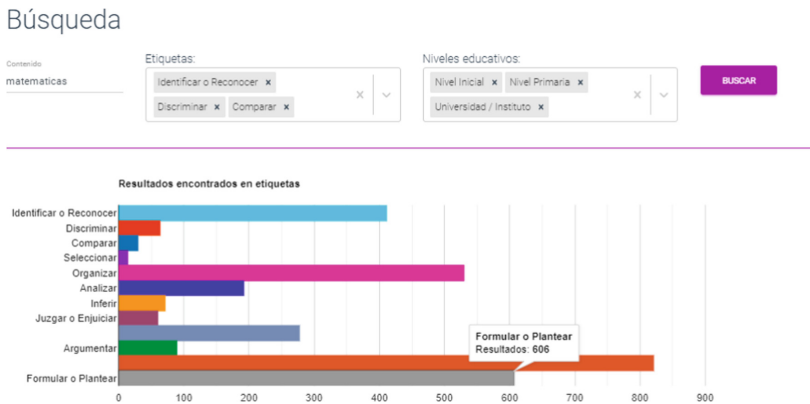 Búsqueda
Contenido
matematicas
Etiquetas:
Identificar o Reconocer x
Discriminar x Comparar x
Niveles educativos:
Nivel Inicial x Nivel Primaria x
Universidad / Instituto x
BUSCAR
Resultados encontrados en etiquetas
Identificar o Reconocer
Discriminar
Comparar
Seleccionar
Organizar
Analizar
Inferir
Juzgar o Enjuiciar
Argumentar
Formular o Plantear
Formular o Plantear
Resultados: 606
0 100 200 300 400 500 600 700 800 900